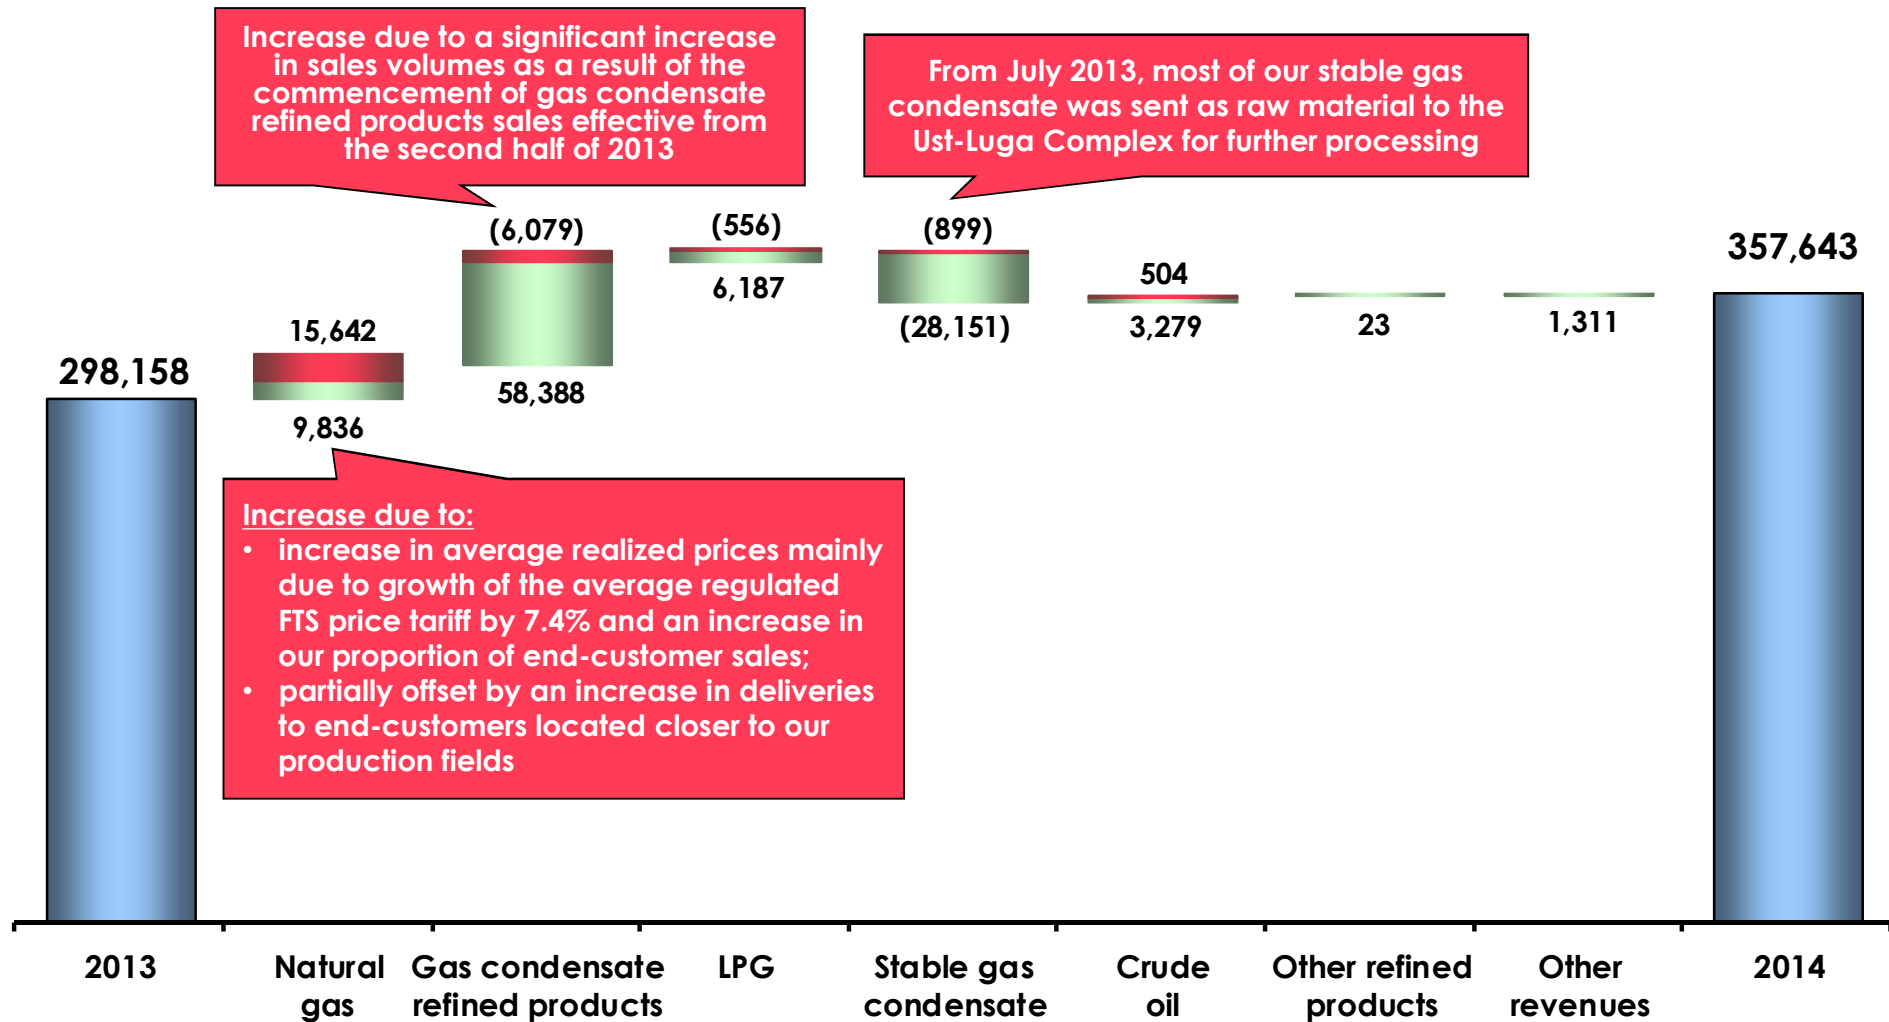 Increase due to a significant increase
in sales volumes as a result of the
commencement of gas condensate
refined products sales effective from
the second half of 2013
From July 2013, most of our stable gas
condensate was sent as raw material to the
Ust-Luga Complex for further processing
(6,079)
(556)
(899)
357,643
504
6,187
15,642
(28,151)
3,279
23
1,311
298,158
58,388
9,836
Increase due to:
• increase in average realized prices mainly
due to growth of the average regulated
FTS price tariff by 7.4% and an increase in
our proportion of end-customer sales;
• partially offset by an increase in deliveries
to end-customers located closer to our
production fields
2013
Natural
gas
Gas condensate
refined products
LPG
Stable gas
condensate
Crude
oil
Other refined
products
Other
revenues
2014